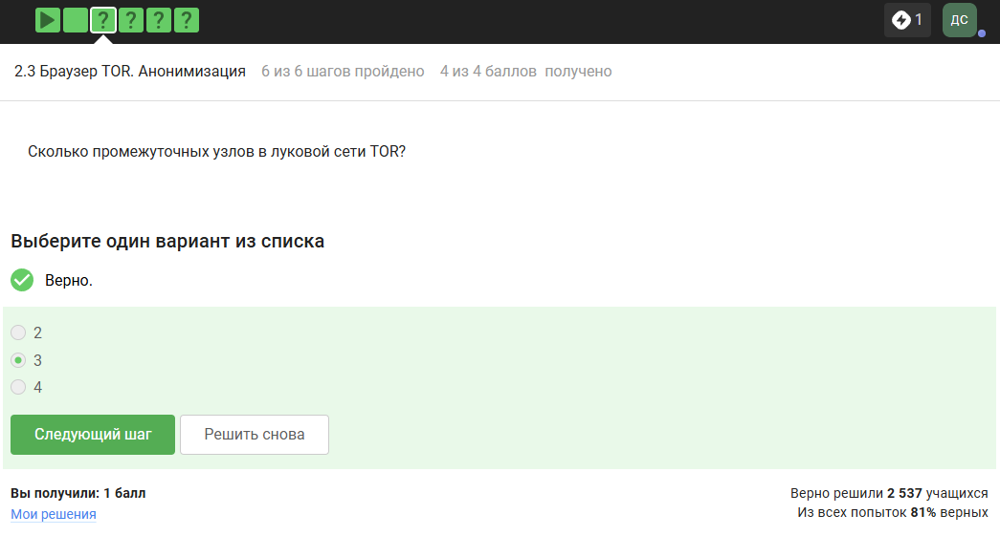 ? ? ? ?
1
ДС
2.3 Браузер TOR. Анонимизация 6 из 6 шагов пройдено 4 из 4 баллов получено
Сколько промежуточных узлов в луковой сети TOR?
Выберите один вариант из списка
Верно.
2
3
4
Следующий шаг Решить снова
Вы получили: 1 балл
Мои решения
Верно решили 2 537 учащихся
Из всех попыток 81% верных